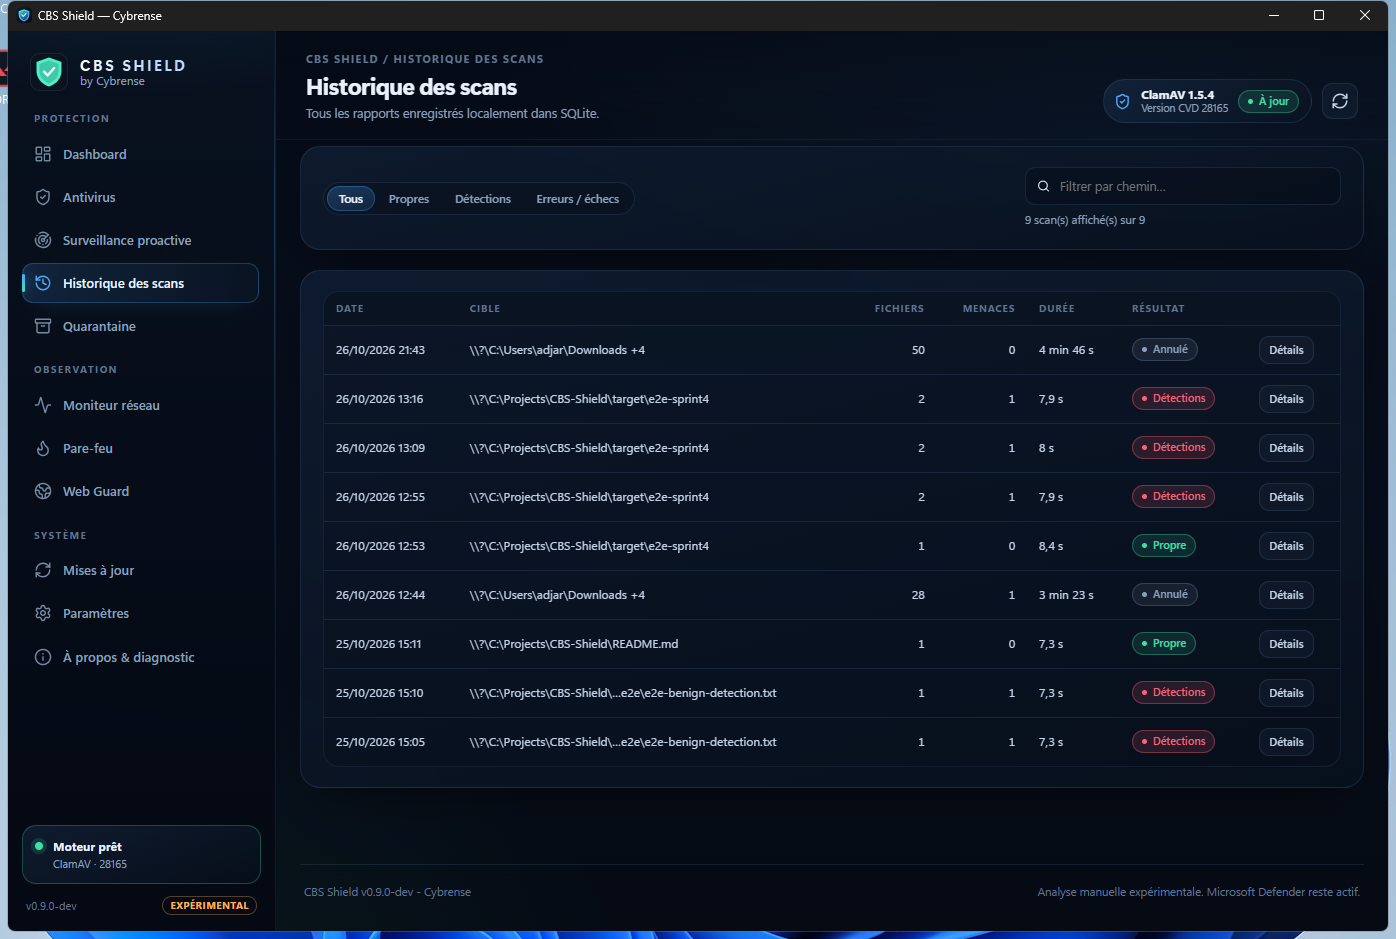 CBS Shield — Cybrense
CBS SHIELD
by Cybrense
PROTECTION
Dashboard
Antivirus
Surveillance proactive
Historique des scans
Quarantaine
OBSERVATION
Moniteur réseau
Pare-feu
Web Guard
SYSTÈME
Mises à jour
Paramètres
À propos & diagnostic
Moteur prêt
ClamAV · 28165
v0.9.0-dev
EXPÉRIMENTAL
CBS SHIELD / HISTORIQUE DES SCANS
Historique des scans
Tous les rapports enregistrés localement dans SQLite.
ClamAV 1.5.4
Version CVD 28165
À jour
Tous Propres Détections Erreurs / échecs
Filtrer par chemin...
9 scan(s) affiché(s) sur 9
DATE CIBLE FICHIERS MENACES DURÉE RÉSULTAT
26/10/2026 21:43 \\?\C:\Users\adjar\Downloads +4 50 0 4 min 46 s Annulé Détails
26/10/2026 13:16 \\?\C:\Projects\CBS-Shield\target\e2e-sprint4 2 1 7,9 s Détections Détails
26/10/2026 13:09 \\?\C:\Projects\CBS-Shield\target\e2e-sprint4 2 1 8 s Détections Détails
26/10/2026 12:55 \\?\C:\Projects\CBS-Shield\target\e2e-sprint4 2 1 7,9 s Détections Détails
26/10/2026 12:53 \\?\C:\Projects\CBS-Shield\target\e2e-sprint4 1 0 8,4 s Propre Détails
26/10/2026 12:44 \\?\C:\Users\adjar\Downloads +4 28 1 3 min 23 s Annulé Détails
25/10/2026 15:11 \\?\C:\Projects\CBS-Shield\README.md 1 0 7,3 s Propre Détails
25/10/2026 15:10 \\?\C:\Projects\CBS-Shield\...e2e\e2e-benign-detection.txt 1 1 7,3 s Détections Détails
25/10/2026 15:05 \\?\C:\Projects\CBS-Shield\...e2e\e2e-benign-detection.txt 1 1 7,3 s Détections Détails
CBS Shield v0.9.0-dev - Cybrense
Analyse manuelle expérimentale. Microsoft Defender reste actif.